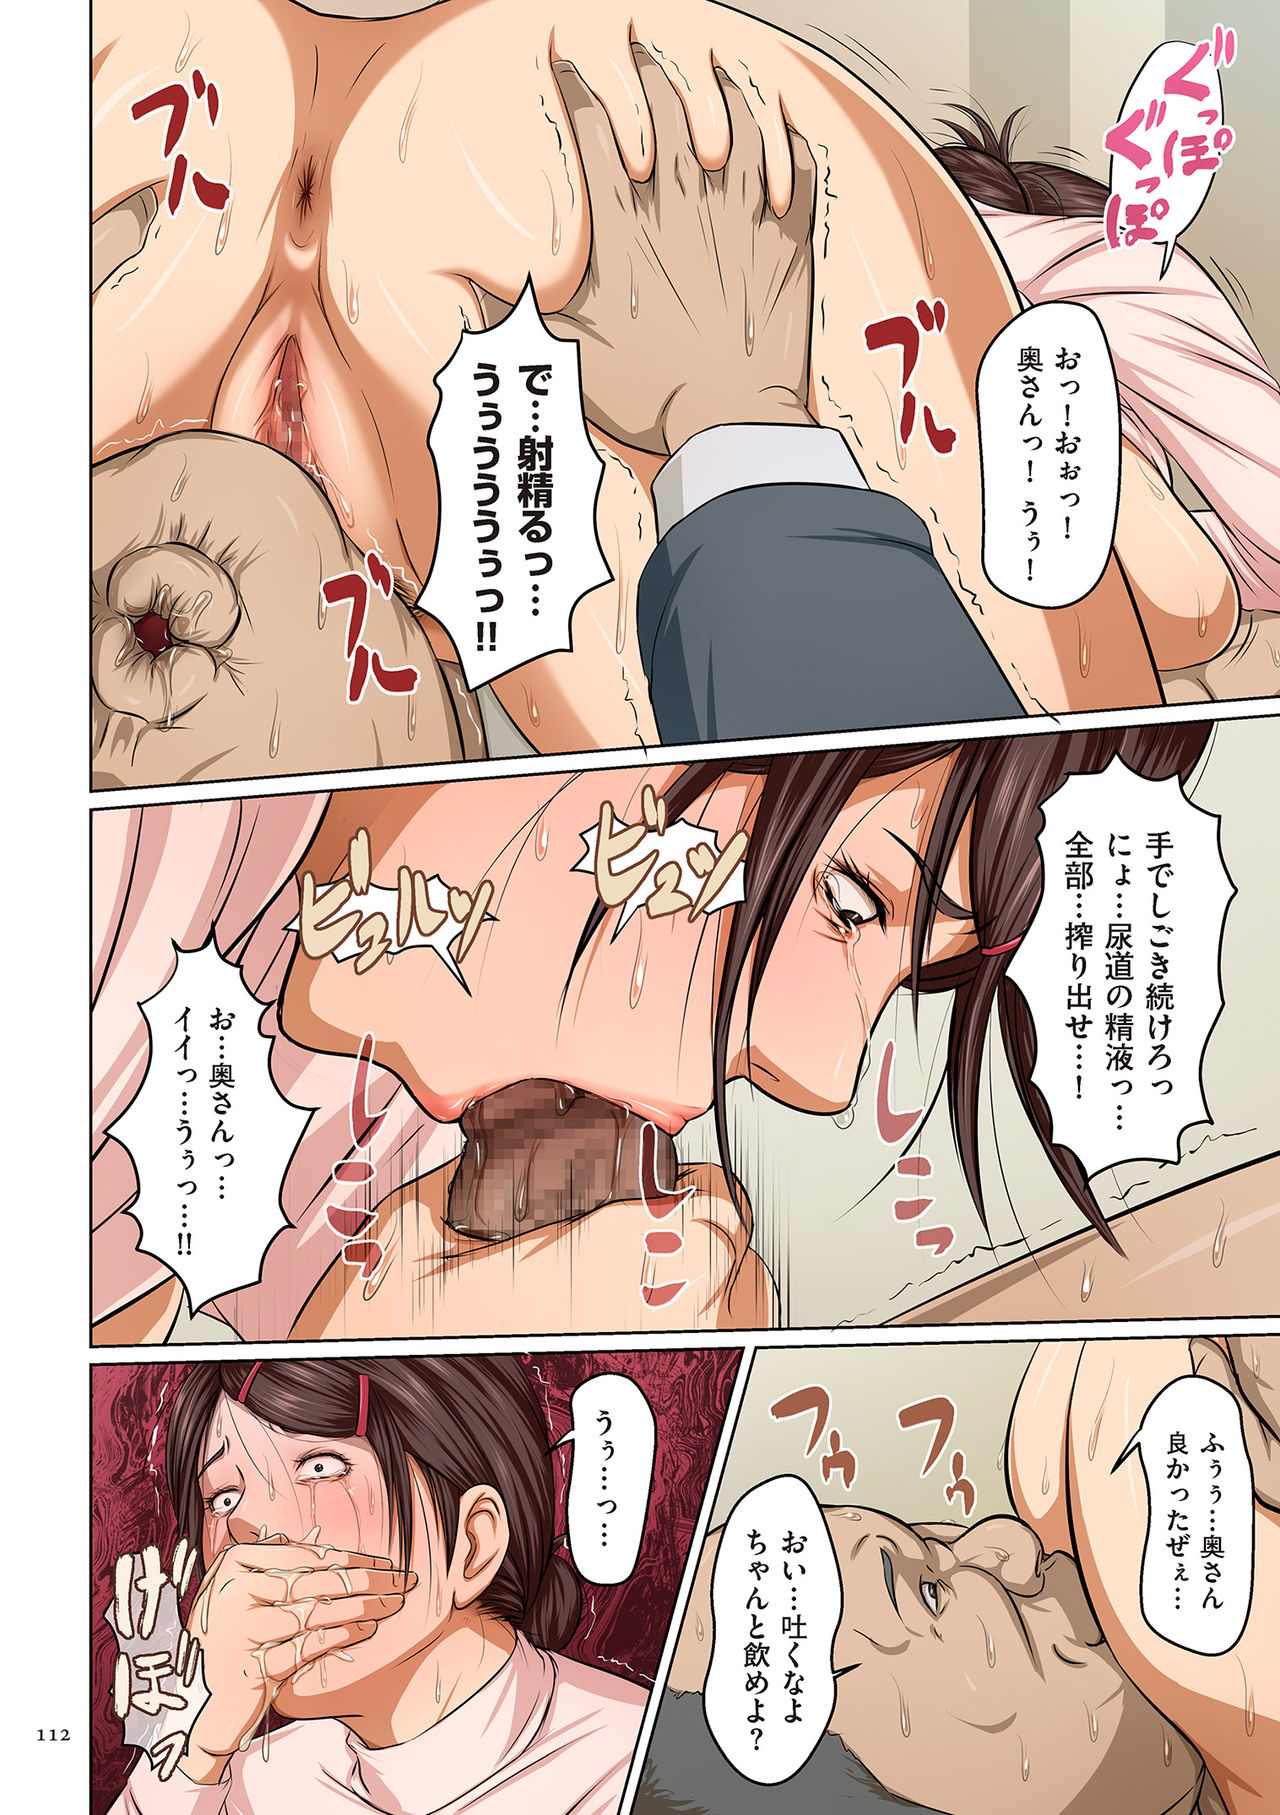 ぐっぽ
ぐっぽ
おっ！おぉっ！
奥さんっ！うぅ！
ブル
で…射精るっ…
うぅううううぅっ!!
ブル
ブル
手でしごき続けろっ
にょ…尿道の精液っ…
全部…搾り出せ…！
ビュッ
ビュルルッ
お…奥さんっ…
イイっ…うぅっ…!!
しこっ
しこっ
ふぅぅ…奥さん
良かったぜぇ…
フゥ
フゥ
おい…吐くなよ
ちゃんと飲めよ？
うぅ…っ
げほっ
112